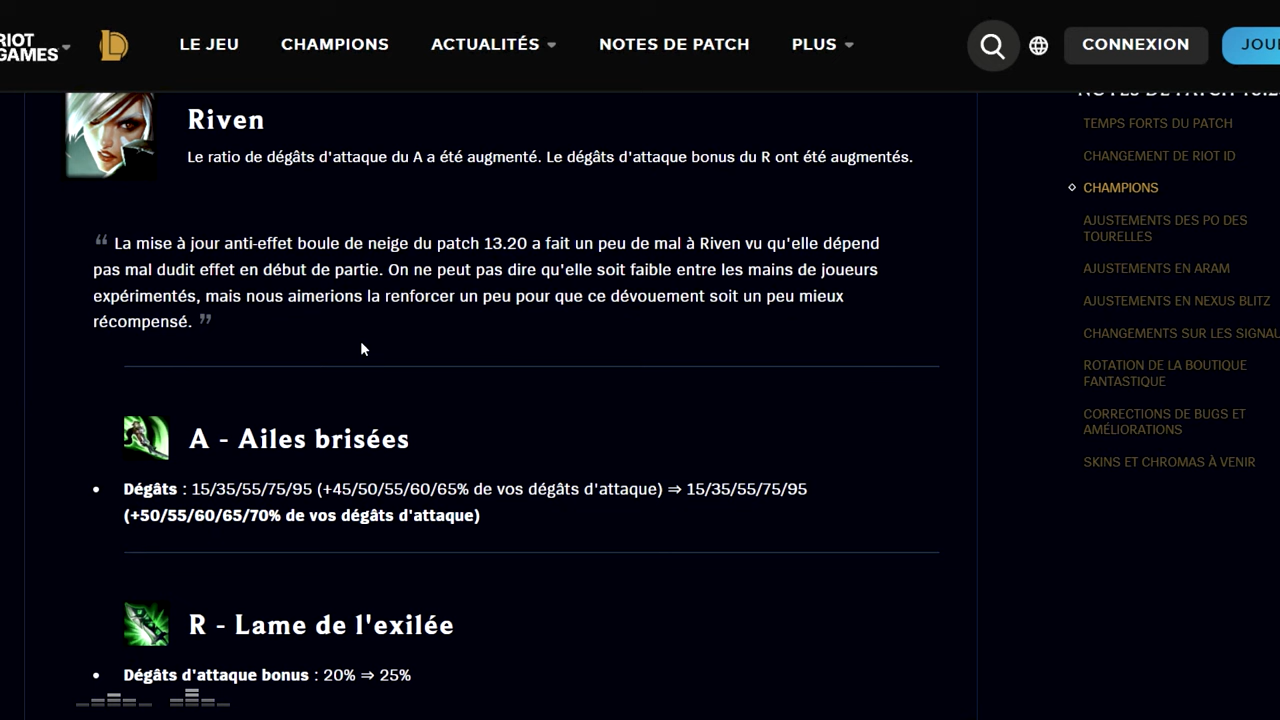 RIOT GAMES
LE JEU
CHAMPIONS
ACTUALITÉS
NOTES DE PATCH
PLUS
CONNEXION
Riven
Le ratio de dégâts d'attaque du A a été augmenté. Le dégâts d'attaque bonus du R ont été augmentés.
“ La mise à jour anti-effet boule de neige du patch 13.20 a fait un peu de mal à Riven vu qu'elle dépend
pas mal dudit effet en début de partie. On ne peut pas dire qu'elle soit faible entre les mains de joueurs
expérimentés, mais nous aimerions la renforcer un peu pour que ce dévouement soit un peu mieux
récompensé. ”
A - Ailes brisées
• Dégâts : 15/35/55/75/95 (+45/50/55/60/65% de vos dégâts d'attaque) ⇒ 15/35/55/75/95
(+50/55/60/65/70% de vos dégâts d'attaque)
R - Lame de l'exilée
• Dégâts d'attaque bonus : 20% ⇒ 25%
NOTES DE PATCH
TEMPS FORTS DU PATCH
CHANGEMENT DE RIOT ID
CHAMPIONS
AJUSTEMENTS DES PO DES
TOURELLES
AJUSTEMENTS EN ARAM
AJUSTEMENTS EN NEXUS BLITZ
CHANGEMENTS SUR LES SIGNAU
ROTATION DE LA BOUTIQUE
FANTASTIQUE
CORRECTIONS DE BUGS ET
AMÉLIORATIONS
SKINS ET CHROMAS À VENIR